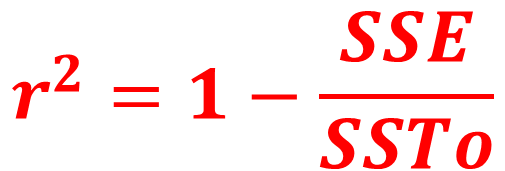 r² = 1 − SSE / SSTo